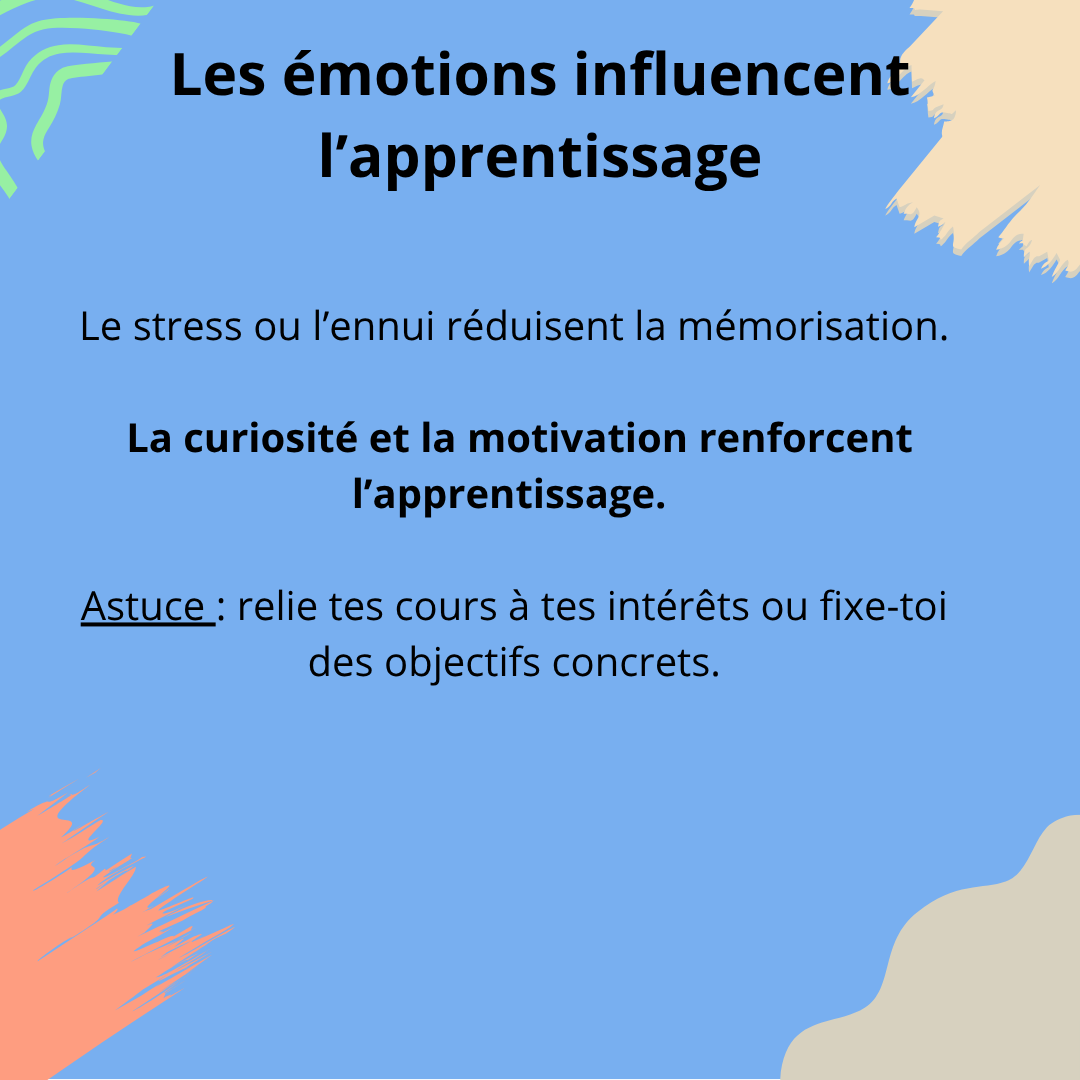 Les émotions influencent
l’apprentissage
Le stress ou l’ennui réduisent la mémorisation.
La curiosité et la motivation renforcent
l’apprentissage.
Astuce : relie tes cours à tes intérêts ou fixe-toi
des objectifs concrets.